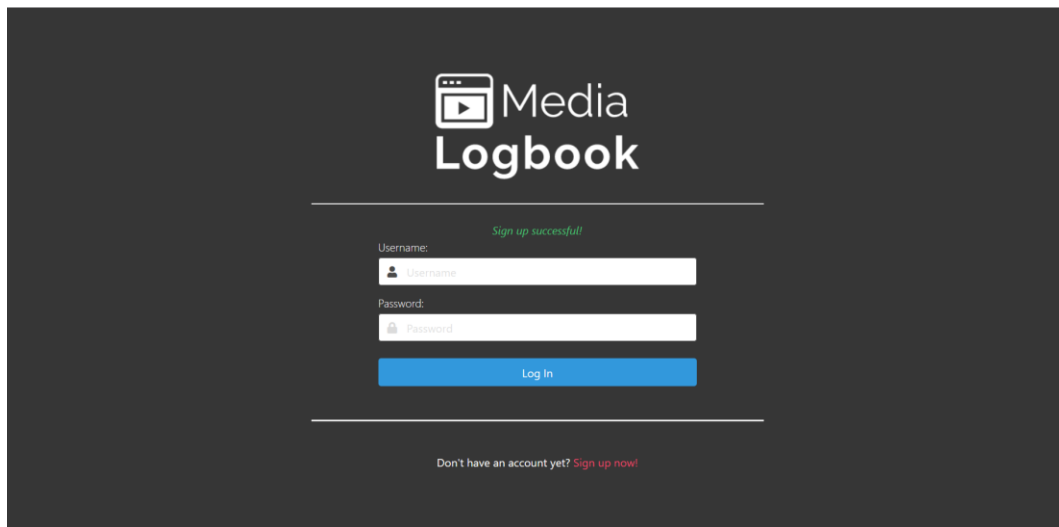 Media
Logbook
Sign up successful!
Username:
Username
Password:
Password
Log In
Don't have an account yet? Sign up now!